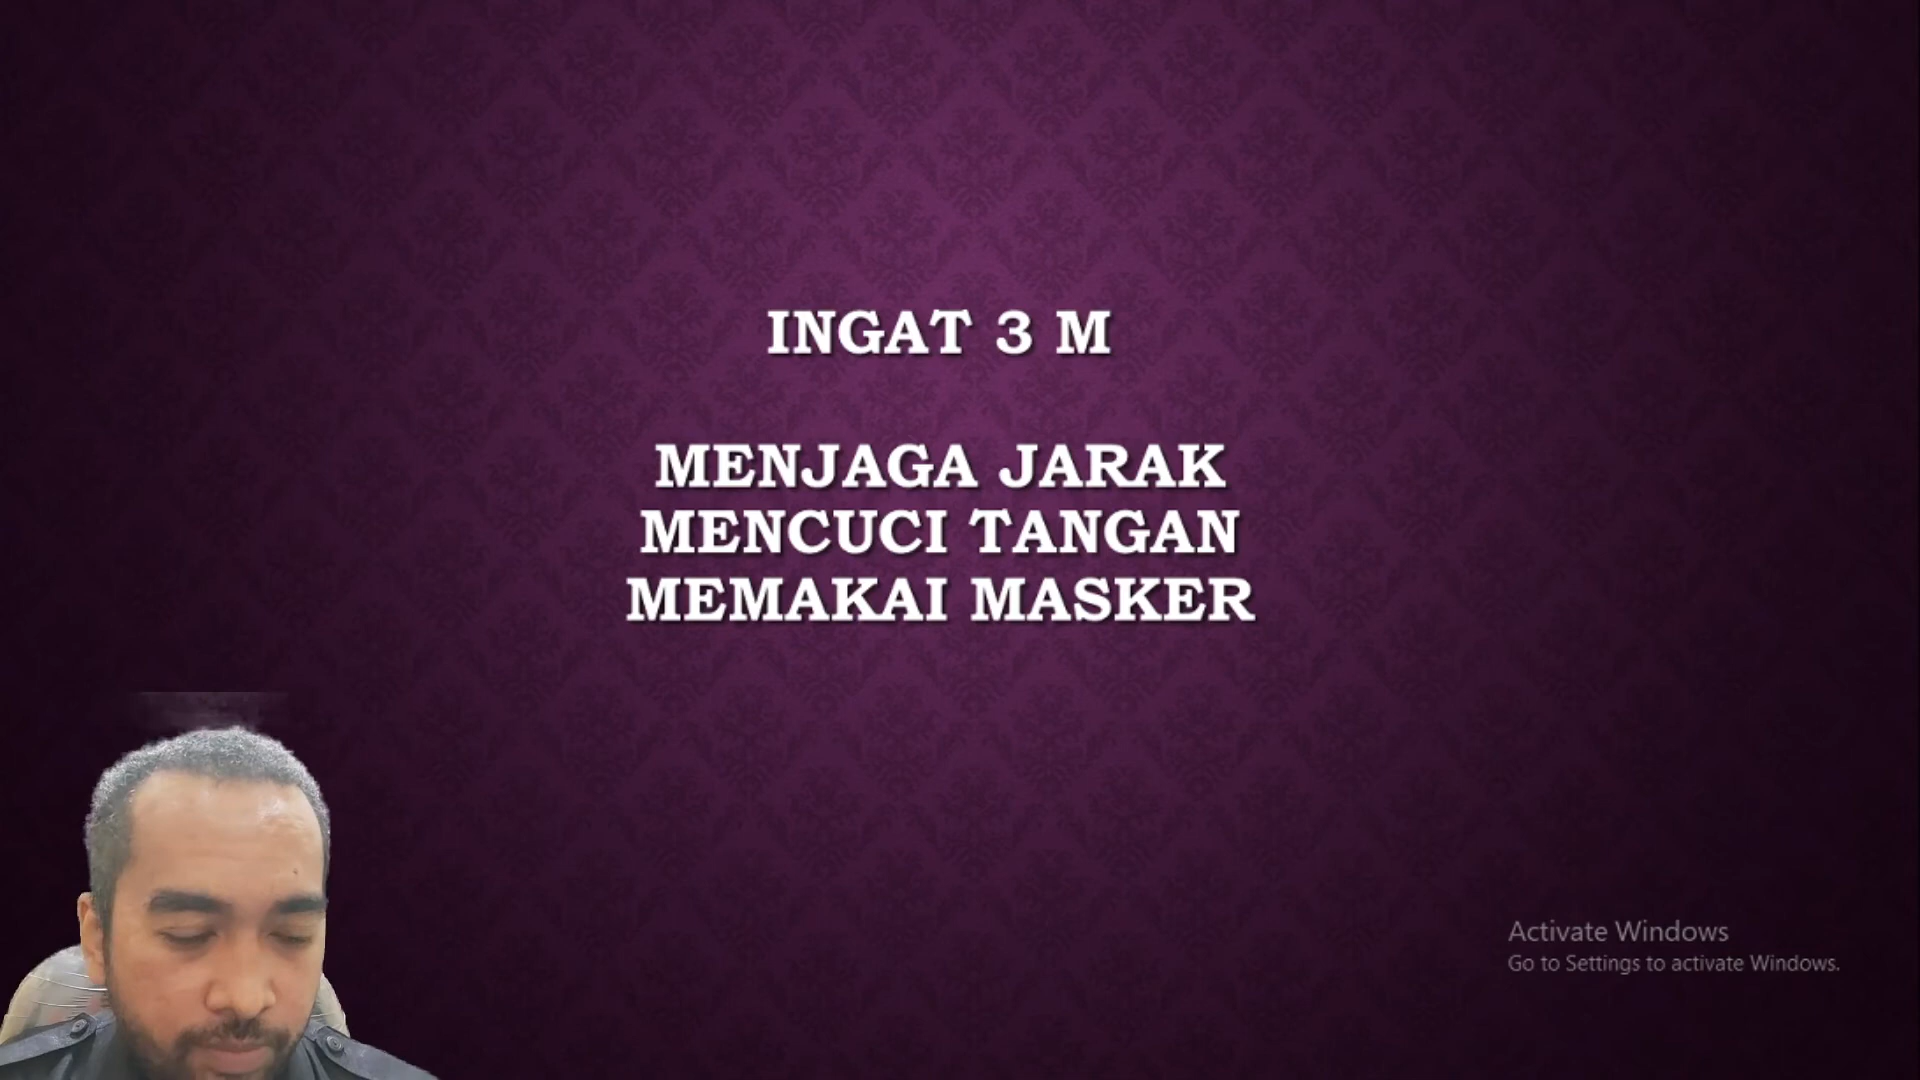 INGAT 3 M
MENJAGA JARAK
MENCUCI TANGAN
MEMAKAI MASKER
Activate Windows
Go to Settings to activate Windows.